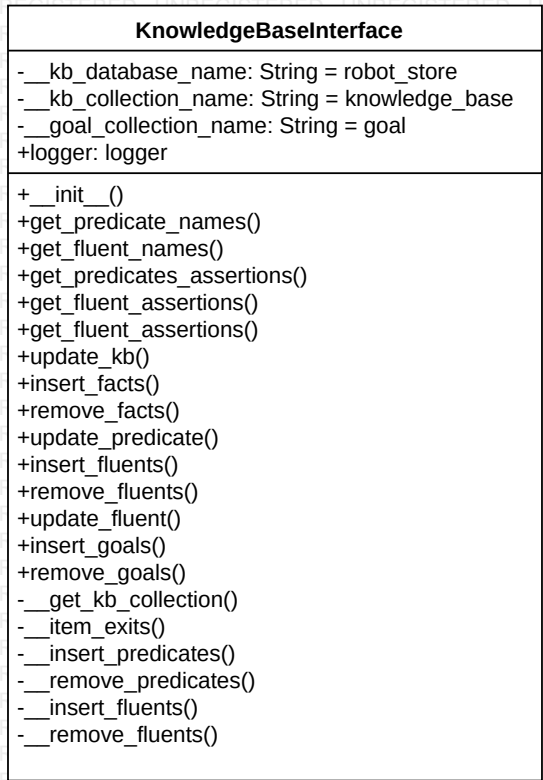 KnowledgeBaseInterface
-__kb_database_name: String = robot_store
-__kb_collection_name: String = knowledge_base
-__goal_collection_name: String = goal
+logger: logger
+__init__()
+get_predicate_names()
+get_fluent_names()
+get_predicates_assertions()
+get_fluent_assertions()
+get_fluent_assertions()
+update_kb()
+insert_facts()
+remove_facts()
+update_predicate()
+insert_fluents()
+remove_fluents()
+update_fluent()
+insert_goals()
+remove_goals()
-__get_kb_collection()
-__item_exits()
-__insert_predicates()
-__remove_predicates()
-__insert_fluents()
-__remove_fluents()